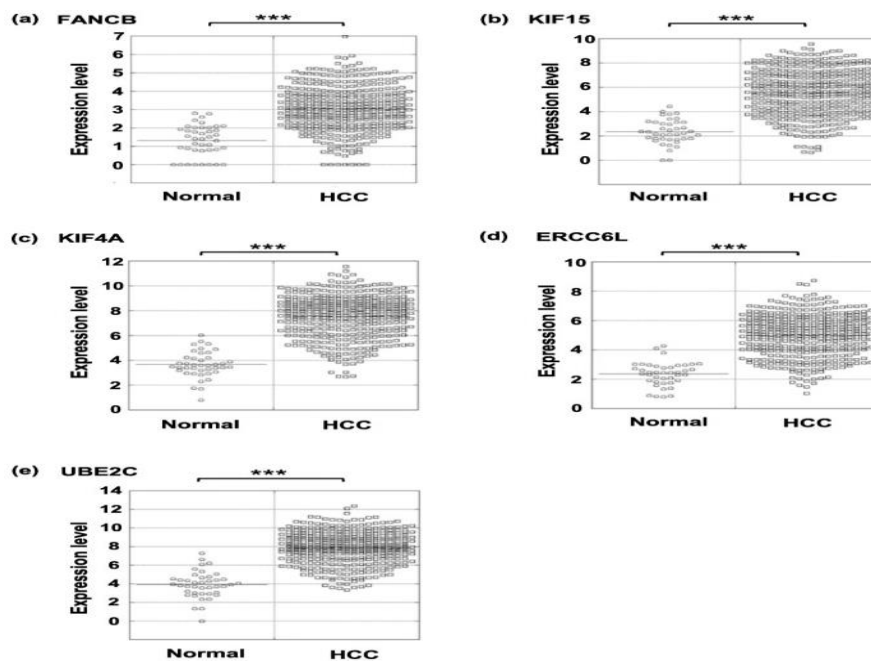 (a) FANCB
***
Expression level
7
6
5
4
3
2
1
0
Normal HCC
(b) KIF15
***
Expression level
10
8
6
4
2
0
Normal HCC
(c) KIF4A
***
Expression level
12
10
8
6
4
2
0
Normal HCC
(d) ERCC6L
***
Expression level
10
8
6
4
2
0
Normal HCC
(e) UBE2C
***
Expression level
14
12
10
8
6
4
2
0
Normal HCC